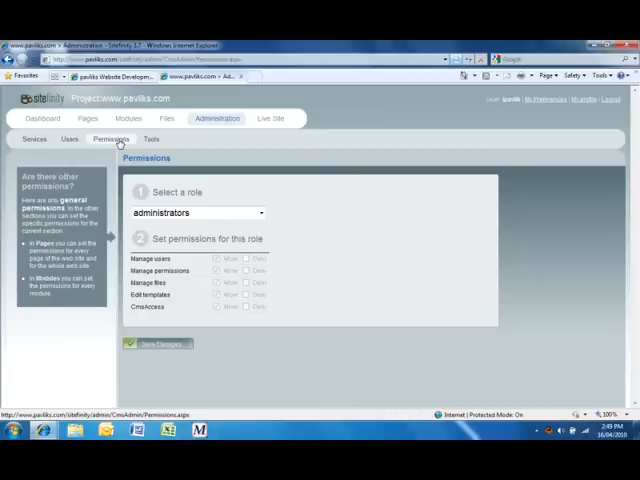 www.pavliks.com > Administration - Sitefinity 3.7 - Windows Internet Explorer
http://www.pavliks.com/sitefinity/admin/CmsAdmin/Permissions.aspx
Google
Favorites
pavliks Website Developm...
www.pavliks.com > Ad...
Page
Safety
Tools
sitefinity
Project:www.pavliks.com
User
My Preferences
My profile
Logout
Dashboard
Pages
Modules
Files
Administration
Live Site
Services
Users
Permissions
Tools
Permissions
Are there other
permissions?
Here are only general
permissions. In the other
sections you can set the
specific permissions for the
current section.
In Pages you can set the
permissions for every
page of the web site and
for the whole web site
In Modules you can set
the permissions for every
module.
1 Select a role
administrators
2 Set permissions for this role
Manage users Allow Deny
Manage permissions Allow Deny
Manage files Allow Deny
Edit templates Allow Deny
CmsAccess Allow Deny
Save Changes
http://www.pavliks.com/sitefinity/admin/CmsAdmin/Permissions.aspx
Internet | Protected Mode: On
100%
2:49 PM
16/04/2010